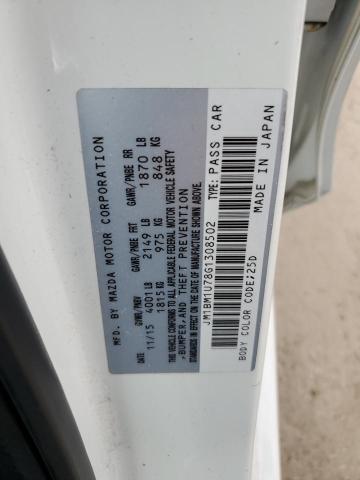 MFD. BY MAZDA MOTOR CORPORATION
GVWR/PNBV GAWR/PNBE FRT GAWR/PNBE RR
11/15 4001 LB 2149 LB 1870 LB
1815 KG 975 KG 848 KG
THIS VEHICLE CONFORMS TO ALL APPLICABLE FEDERAL MOTOR VEHICLE SAFETY
,BUMPER, AND THEFT PREVENTION
STANDARDS IN EFFECT ON THE DATE OF MANUFACTURE SHOWN ABOVE.
JM1BM1U78G1308502 TYPE: PASS CAR
BODY COLOR CODE:25D MADE IN JAPAN